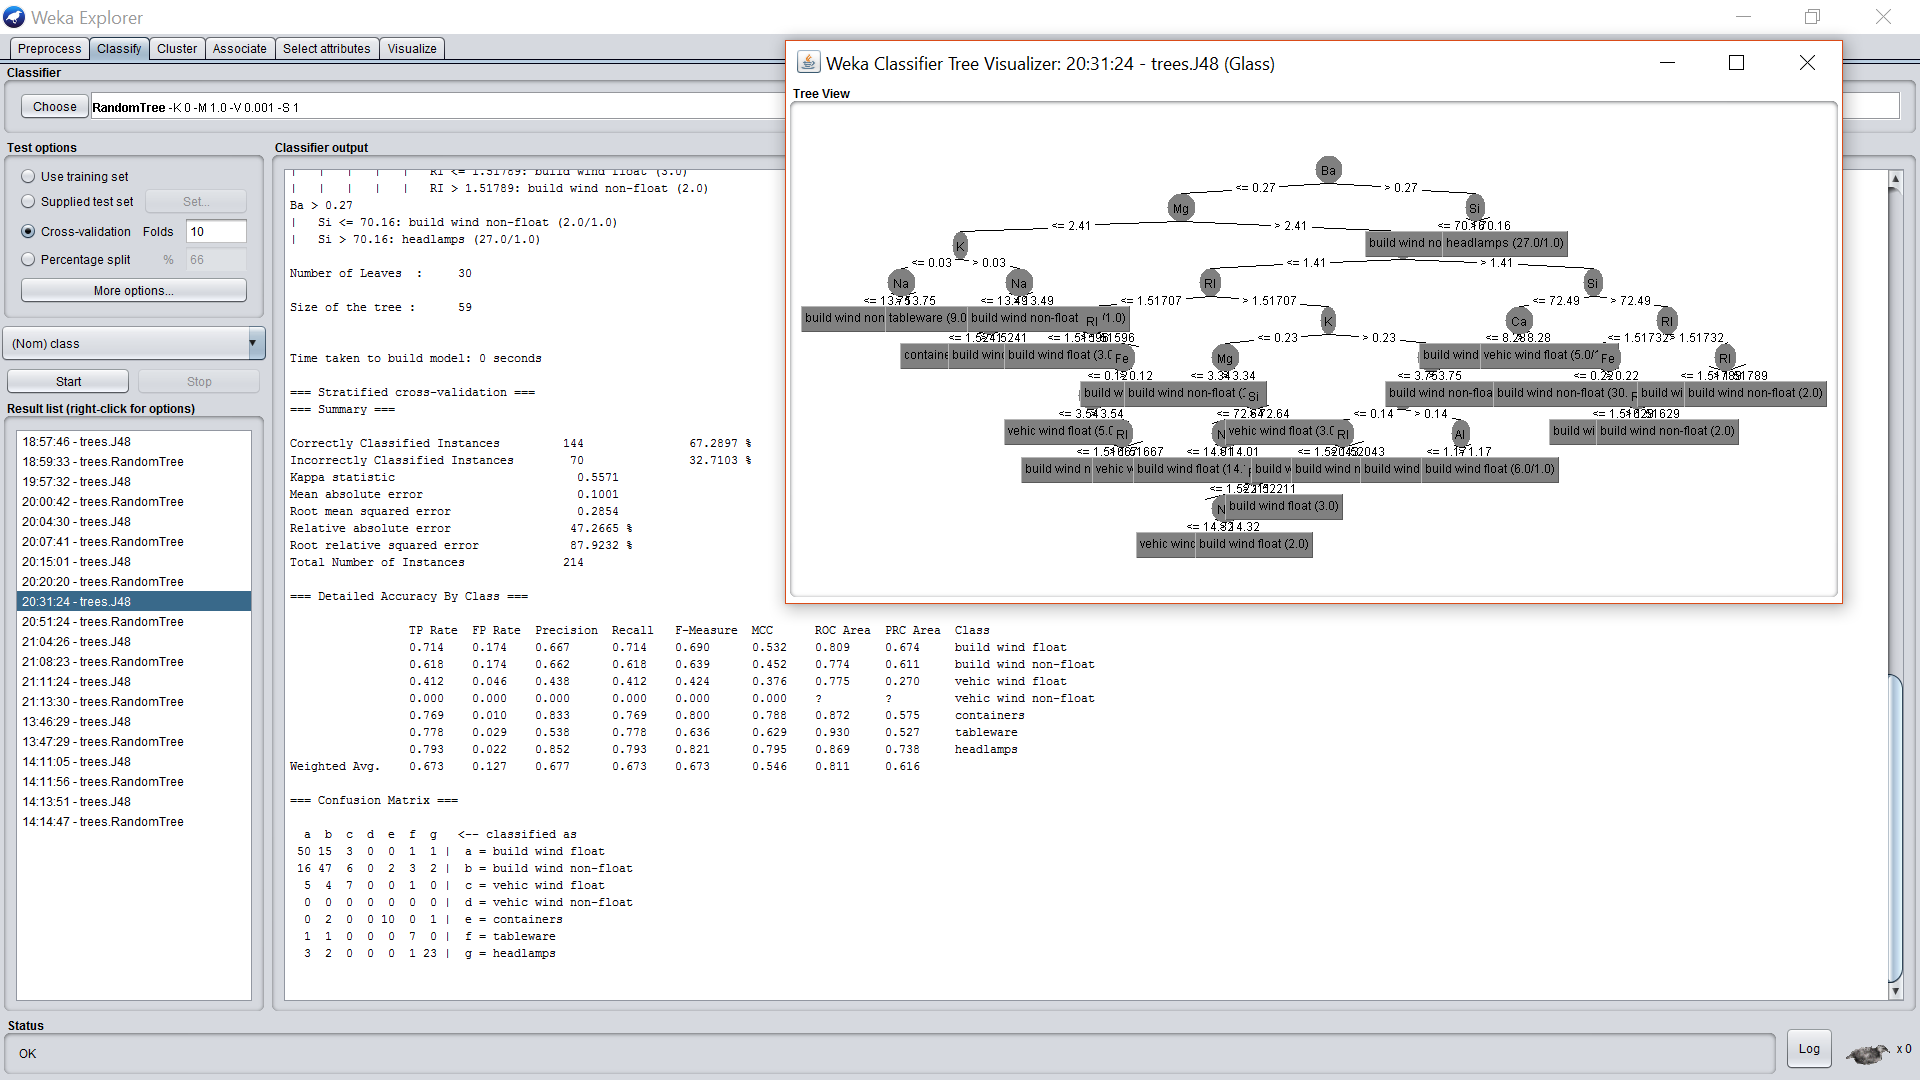 Weka Explorer
Preprocess Classify Cluster Associate Select attributes Visualize
Classifier
Choose RandomTree -K 0 -M 1.0 -V 0.001 -S 1
Test options
Use training set
Supplied test set Set...
Cross-validation Folds 10
Percentage split % 66
More options...
(Nom) class
Start Stop
Result list (right-click for options)
18:57:46 - trees.J48
18:59:33 - trees.RandomTree
19:57:32 - trees.J48
20:00:42 - trees.RandomTree
20:04:30 - trees.J48
20:07:41 - trees.RandomTree
20:15:01 - trees.J48
20:20:20 - trees.RandomTree
20:31:24 - trees.J48
20:51:24 - trees.RandomTree
21:04:26 - trees.J48
21:08:23 - trees.RandomTree
21:11:24 - trees.J48
21:13:30 - trees.RandomTree
13:46:29 - trees.J48
13:47:29 - trees.RandomTree
14:11:05 - trees.J48
14:11:56 - trees.RandomTree
14:13:51 - trees.J48
14:14:47 - trees.RandomTree
Classifier output
| | | | | RI <= 1.51789: build wind float (3.0)
| | | | | RI > 1.51789: build wind non-float (2.0)
Ba > 0.27
| Si <= 70.16: build wind non-float (2.0/1.0)
| Si > 70.16: headlamps (27.0/1.0)
Number of Leaves : 30
Size of the tree : 59
Time taken to build model: 0 seconds
=== Stratified cross-validation ===
=== Summary ===
Correctly Classified Instances 144 67.2897 %
Incorrectly Classified Instances 70 32.7103 %
Kappa statistic 0.5571
Mean absolute error 0.1001
Root mean squared error 0.2854
Relative absolute error 47.2665 %
Root relative squared error 87.9232 %
Total Number of Instances 214
=== Detailed Accuracy By Class ===
TP Rate FP Rate Precision Recall F-Measure MCC ROC Area PRC Area Class
0.714 0.174 0.667 0.714 0.690 0.532 0.809 0.674 build wind float
0.618 0.174 0.662 0.618 0.639 0.452 0.774 0.611 build wind non-float
0.412 0.046 0.438 0.412 0.424 0.376 0.775 0.270 vehic wind float
0.000 0.000 0.000 0.000 0.000 0.000 ? ? vehic wind non-float
0.769 0.010 0.833 0.769 0.800 0.788 0.872 0.575 containers
0.778 0.029 0.538 0.778 0.636 0.629 0.930 0.527 tableware
0.793 0.022 0.852 0.793 0.821 0.795 0.869 0.738 headlamps
Weighted Avg. 0.673 0.127 0.677 0.673 0.673 0.546 0.811 0.616
=== Confusion Matrix ===
a b c d e f g <-- classified as
50 15 3 0 0 1 1 | a = build wind float
16 47 6 0 2 3 2 | b = build wind non-float
5 4 7 0 0 1 0 | c = vehic wind float
0 0 0 0 0 0 0 | d = vehic wind non-float
0 2 0 0 10 0 1 | e = containers
1 1 0 0 0 7 0 | f = tableware
3 2 0 0 0 1 23 | g = headlamps
Weka Classifier Tree Visualizer: 20:31:24 - trees.J48 (Glass)
Tree View
Ba
<= 0.27 > 0.27
Mg Si
<= 2.41 > 2.41 <= 70.16 70.16
K build wind no headlamps (27.0/1.0)
<= 0.03 > 0.03 <= 1.41 > 1.41
Na Na RI Si
<= 13.75 13.75 <= 13.49 13.49 <= 1.51707 > 1.51707 <= 72.49 > 72.49
build wind non tableware (9.0 build wind non-float RI /1.0) K Ca RI
<= 1.5241 5241 <= 1.51596 1596 <= 0.23 > 0.23 <= 8.28 8.28 <= 1.51732 > 1.51732
containe build wind build wind float (3.0 Fe Mg build wind vehic wind float (5.0/ Fe RI
<= 0.12 0.12 <= 3.34 3.34 <= 3.75 3.75 <= 0.22 0.22 <= 1.51789 1789
build w build wind non-float (: Si build wind non-float build wind non-float (30. build wi build wind non-float (2.0)
<= 3.54 3.54 <= 72.64 72.64 <= 0.14 > 0.14 <= 1.51629 1629
vehic wind float (5.0 RI N vehic wind float (3.0 RI Al build wi build wind non-float (2.0)
<= 1.51667 1667 <= 14.01 14.01 <= 1.52043 2043 <= 1.17 1.17
build wind n vehic w build wind float (14. build w build wind n build wind build wind float (6.0/1.0)
<= 1.52211 52211
N build wind float (3.0)
<= 14.32 14.32
vehic wind build wind float (2.0)
Status
OK
Log x 0